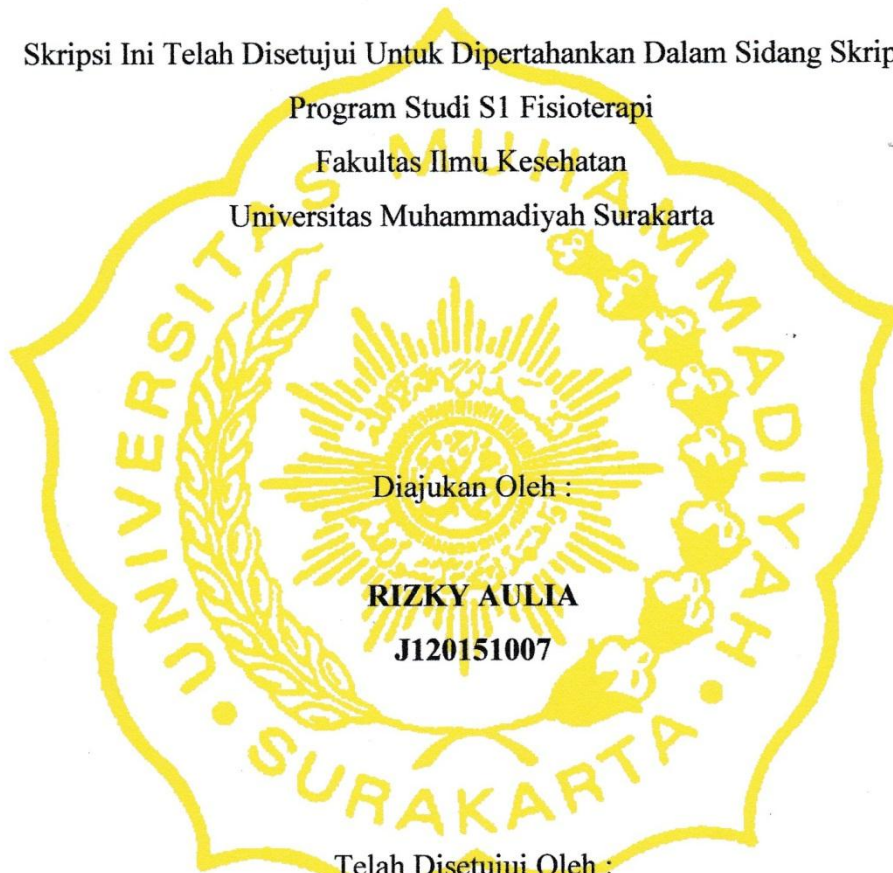 Skripsi Ini Telah Disetujui Untuk Dipertahankan Dalam Sidang Skrip
Program Studi S1 Fisioterapi
Fakultas Ilmu Kesehatan
Universitas Muhammadiyah Surakarta
UNIVERSITAS MUHAMMADIYAH
SURAKARTA
Diajukan Oleh :
RIZKY AULIA
J120151007
Telah Disetujui Oleh :